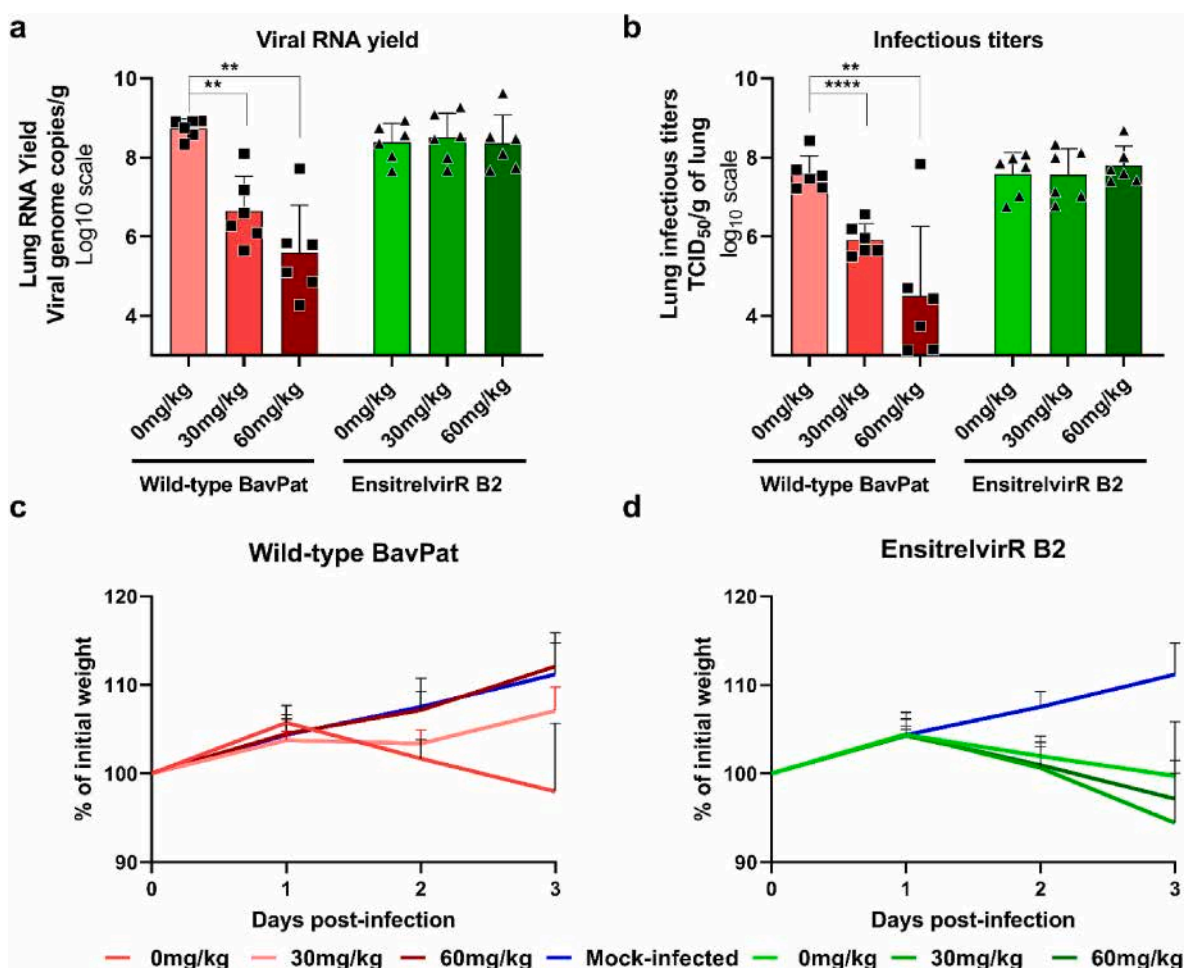 a
Viral RNA yield
Lung RNA Yield
Viral genome copies/g
Log10 scale
10
8
6
4
**
**
0mg/kg
30mg/kg
60mg/kg
0mg/kg
30mg/kg
60mg/kg
Wild-type BavPat
EnsitrelvirR B2
b
Infectious titers
Lung infectious titers
TCID50/g of lung
log10 scale
10
8
6
4
**
****
0mg/kg
30mg/kg
60mg/kg
0mg/kg
30mg/kg
60mg/kg
Wild-type BavPat
EnsitrelvirR B2
c
Wild-type BavPat
% of initial weight
120
110
100
90
0 1 2 3
Days post-infection
d
EnsitrelvirR B2
% of initial weight
120
110
100
90
0 1 2 3
Days post-infection
0mg/kg 30mg/kg 60mg/kg Mock-infected 0mg/kg 30mg/kg 60mg/kg